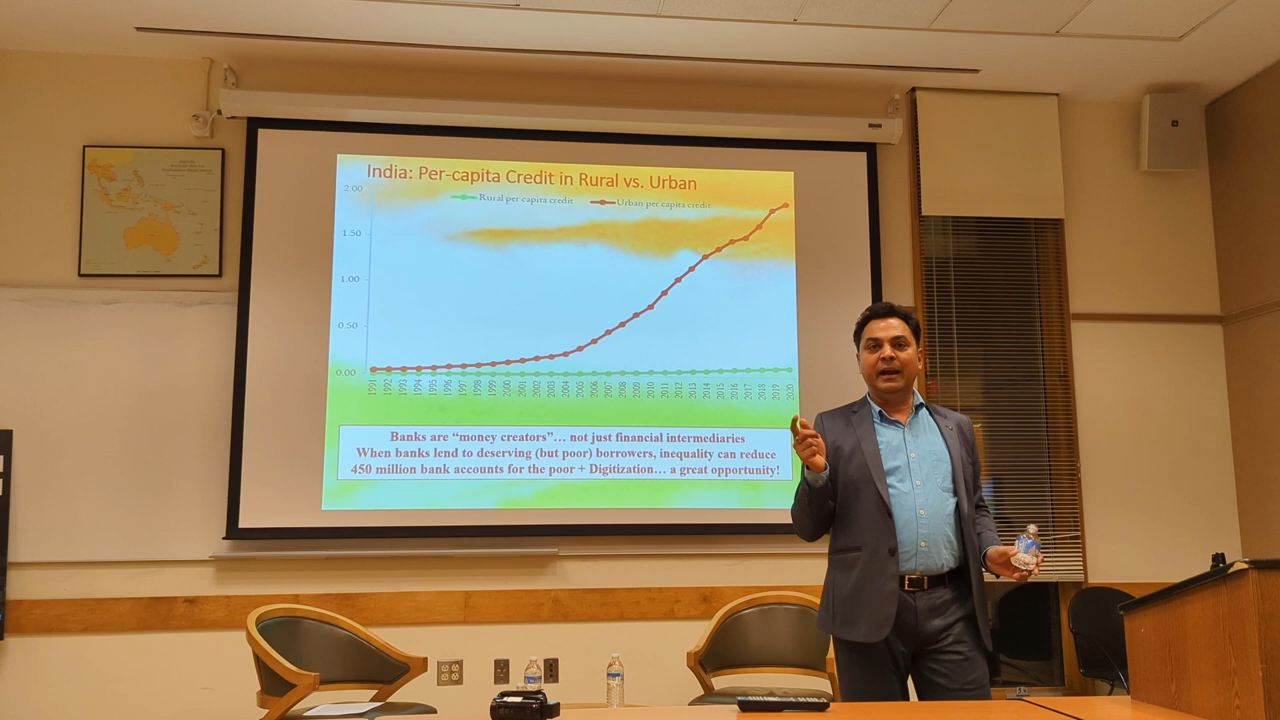 India: Per-capita Credit in Rural vs. Urban
Rural per capita credit
Urban per capita credit
2.00
1.50
1.00
0.50
0.00
1991 1992 1993 1994 1995 1996 1997 1998 1999 2000 2001 2002 2003 2004 2005 2006 2007 2008 2009 2010 2011 2012 2013 2014 2015 2016 2017 2018 2019 2020
Banks are “money creators”… not just financial intermediaries
When banks lend to deserving (but poor) borrowers, inequality can reduce
450 million bank accounts for the poor + Digitization… a great opportunity!